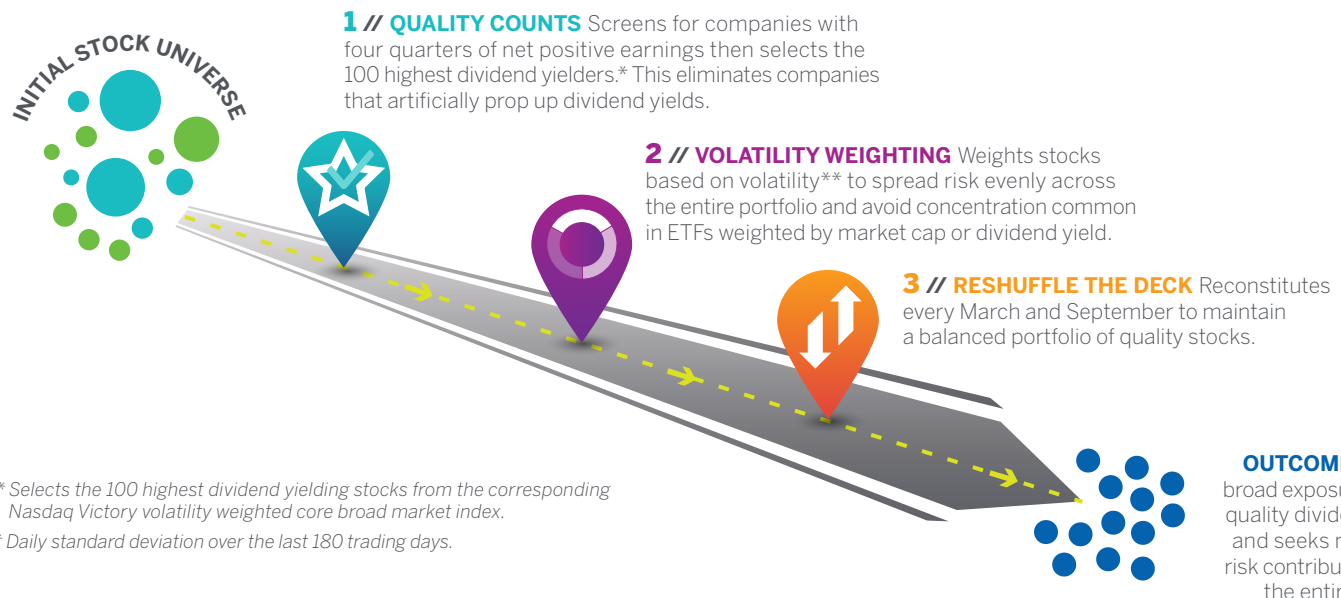 INITIAL STOCK UNIVERSE
1 // QUALITY COUNTS Screens for companies with
four quarters of net positive earnings then selects the
100 highest dividend yielders.* This eliminates companies
that artificially prop up dividend yields.
2 // VOLATILITY WEIGHTING Weights stocks
based on volatility** to spread risk evenly across
the entire portfolio and avoid concentration common
in ETFs weighted by market cap or dividend yield.
3 // RESHUFFLE THE DECK Reconstitutes
every March and September to maintain
a balanced portfolio of quality stocks.
* Selects the 100 highest dividend yielding stocks from the corresponding
Nasdaq Victory volatility weighted core broad market index.
* Daily standard deviation over the last 180 trading days.
broad
quality
and seeks
risk
the